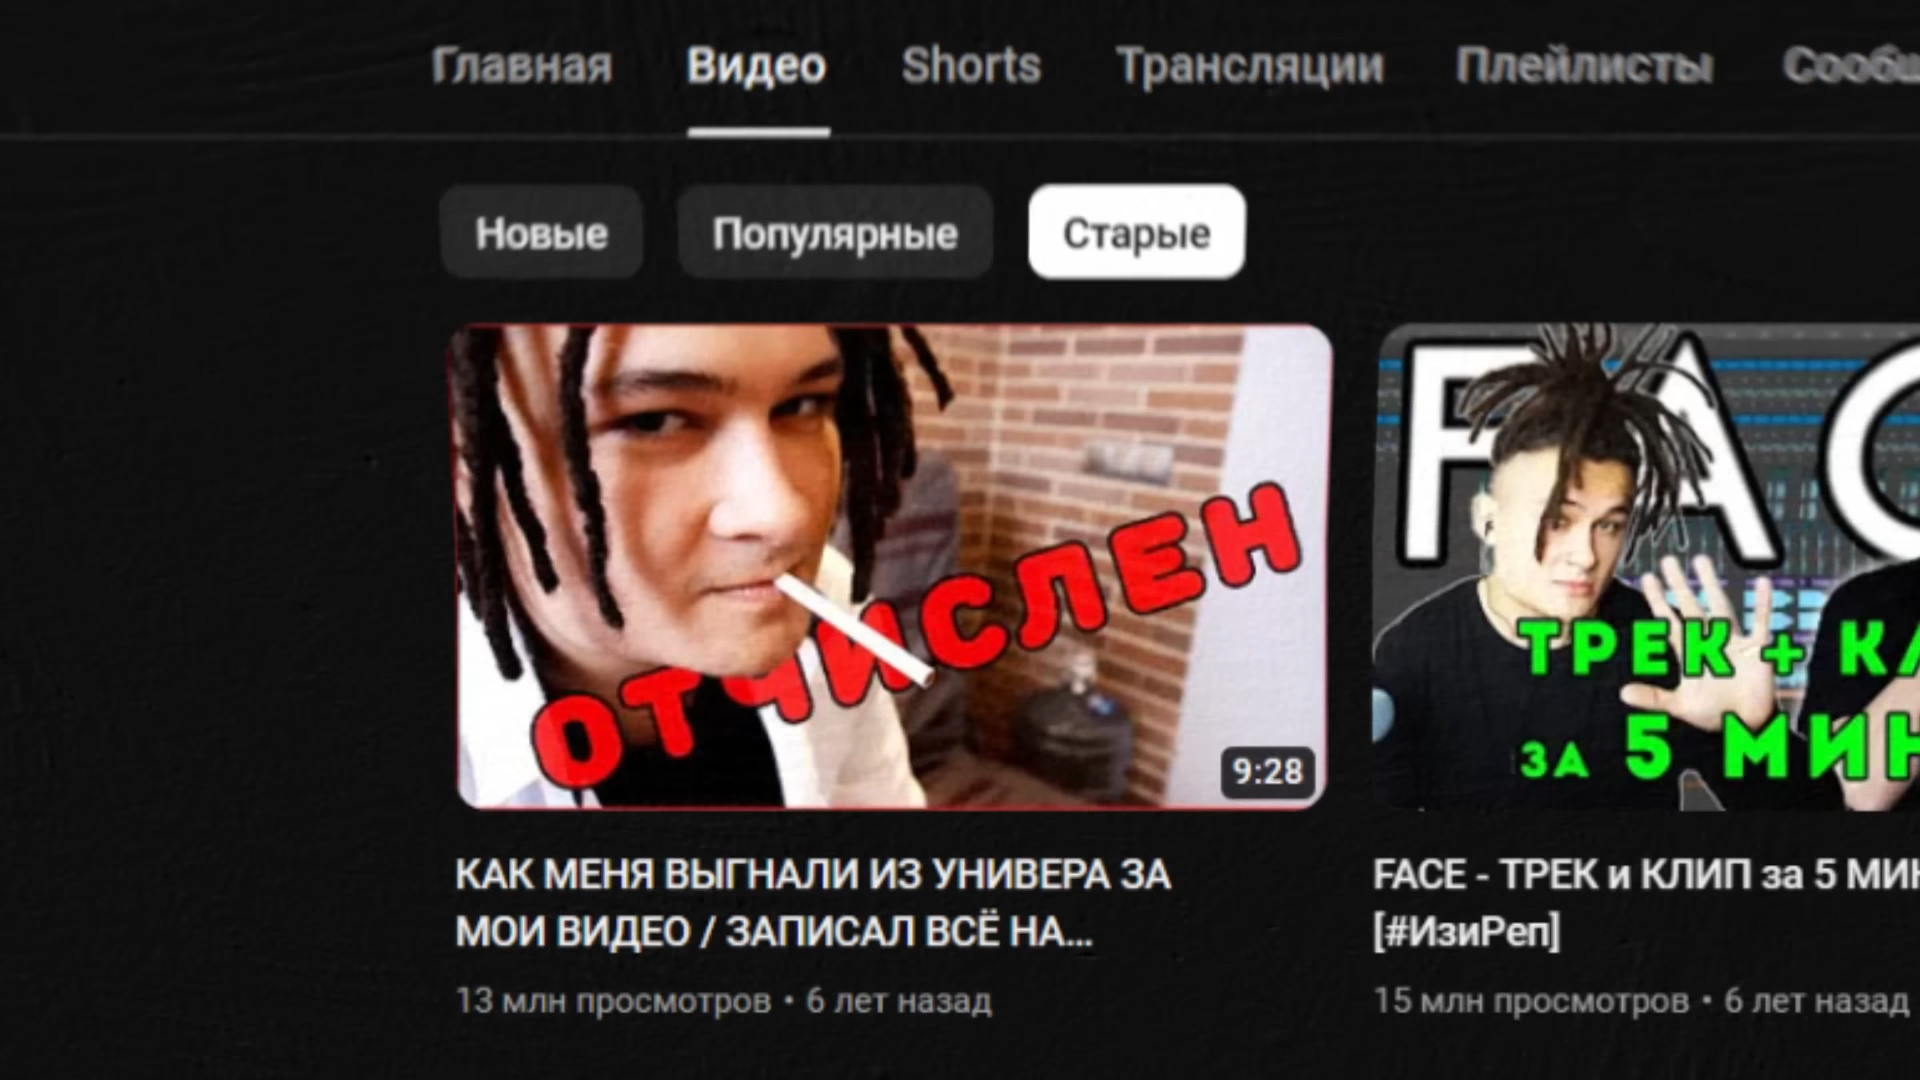 Главная Видео Shorts Трансляции Плейлисты
Новые Популярные Старые
ОТЧИСЛЕН
9:28
ТРЕК +
ЗА 5
КАК МЕНЯ ВЫГНАЛИ ИЗ УНИВЕРА ЗА
МОИ ВИДЕО / ЗАПИСАЛ ВСЁ НА...
13 млн просмотров • 6 лет назад
FACE - ТРЕК и КЛИП за 5
[#ИзиРеп]
15 млн просмотров • 6 лет назад